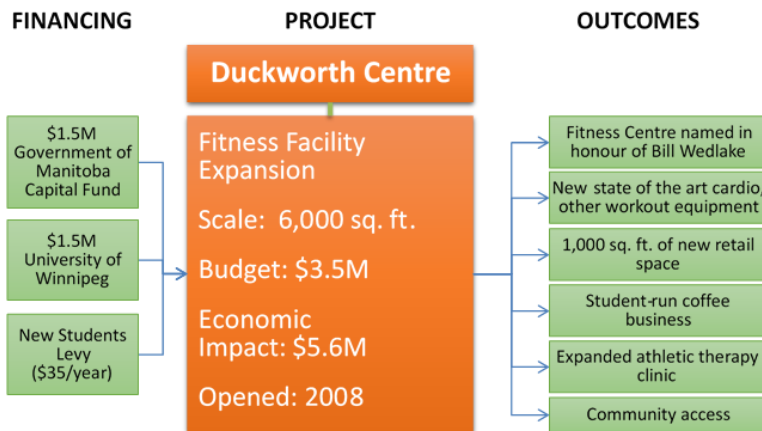 FINANCING
PROJECT
OUTCOMES
Duckworth Centre
$1.5M
Government of
Manitoba
Capital Fund
$1.5M
University of
Winnipeg
New Students
Levy
($35/year)
Fitness Facility
Expansion
Scale: 6,000 sq. ft.
Budget: $3.5M
Economic
Impact: $5.6M
Opened: 2008
Fitness Centre named in
honour of Bill Wedlake
New state of the art cardio,
other workout equipment
1,000 sq. ft. of new retail
space
Student-run coffee
business
Expanded athletic therapy
clinic
Community access